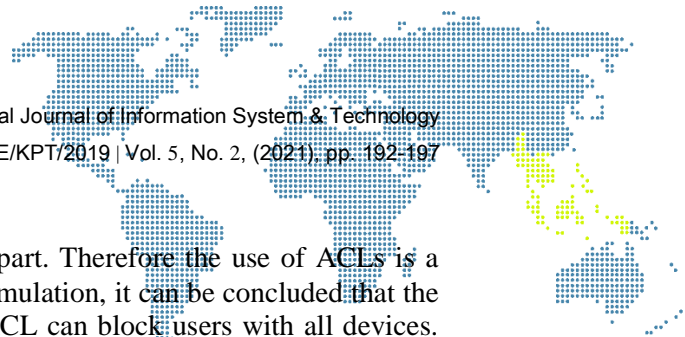 al Journal of Information System & Technology
E/KPT/2019 | Vol. 5, No. 2, (2021), pp. 192-197
part. Therefore the use of ACLs is a
mulation, it can be concluded that the
CL can block users with all devices.